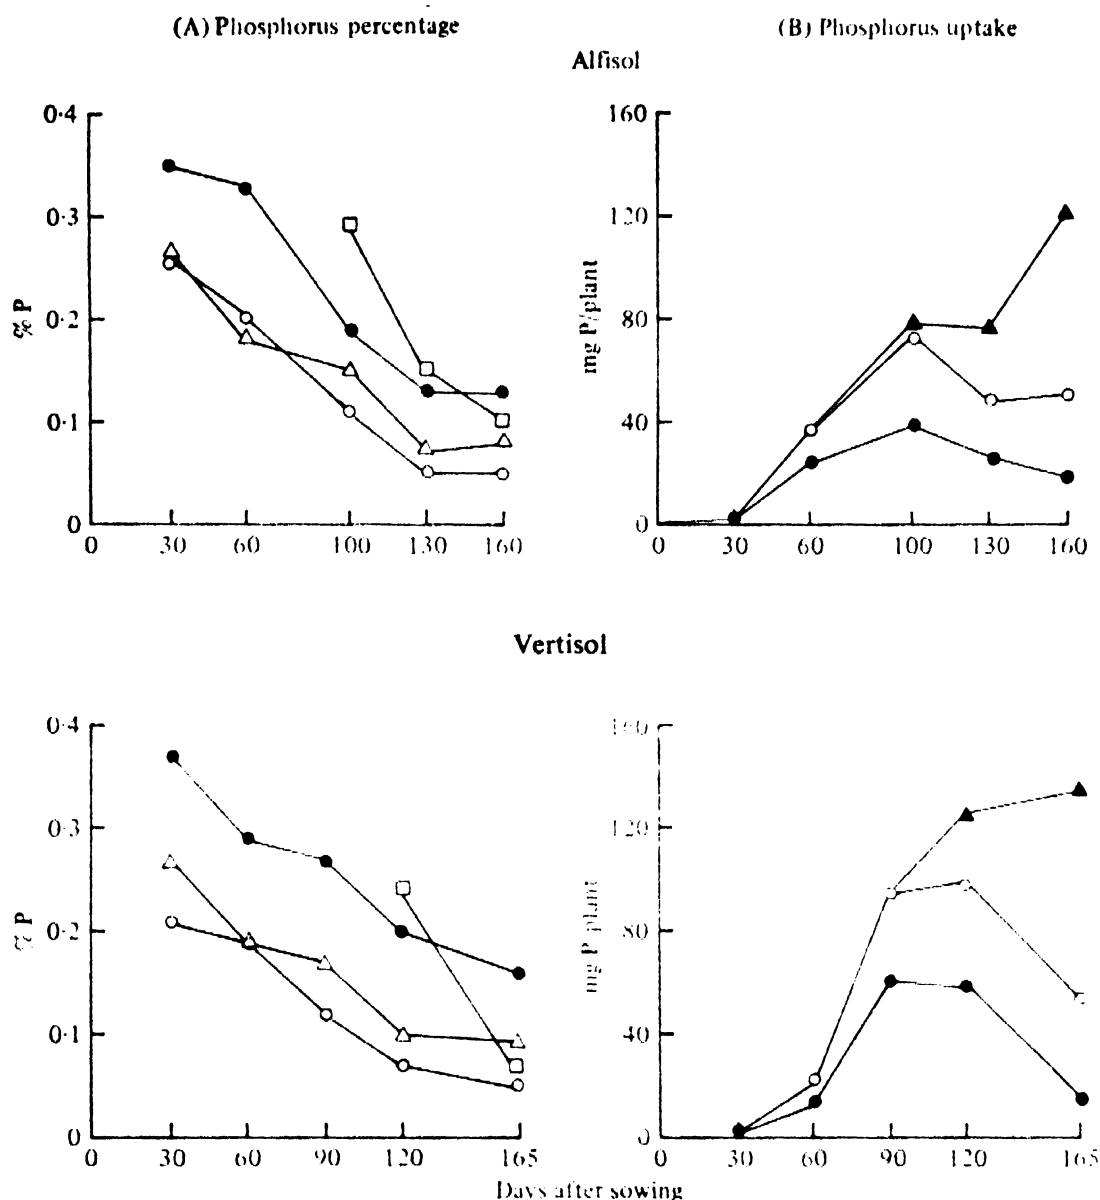 (A) Phosphorus percentage
(B) Phosphorus uptake
Alfisol
0·4
0·3
0·2
0·1
0
% P
0 30 60 100 130 160
160
120
80
40
0
mg P/plant
0 30 60 100 130 160
Vertisol
0·4
0·3
0·2
0·1
0
% P
0 30 60 90 120 165
160
120
80
40
0
mg P/plant
0 30 60 90 120 165
Days after sowing